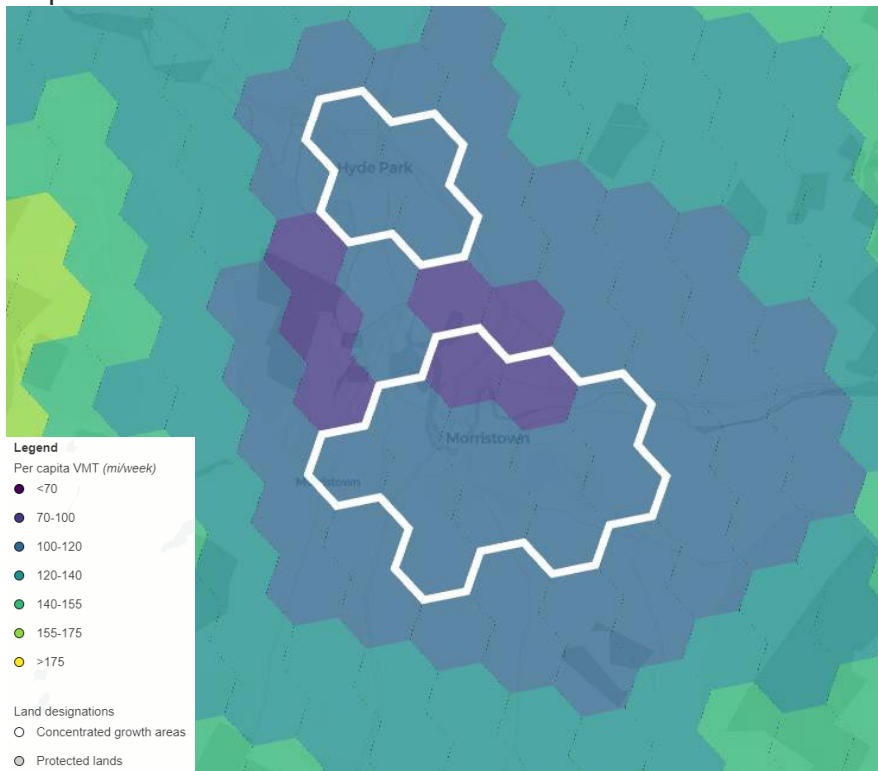 Hyde Park
Morristown
Morristown
Legend
Per capita VMT (mi/week)
<70
70-100
100-120
120-140
140-155
155-175
>175
Land designations
Concentrated growth areas
Protected lands